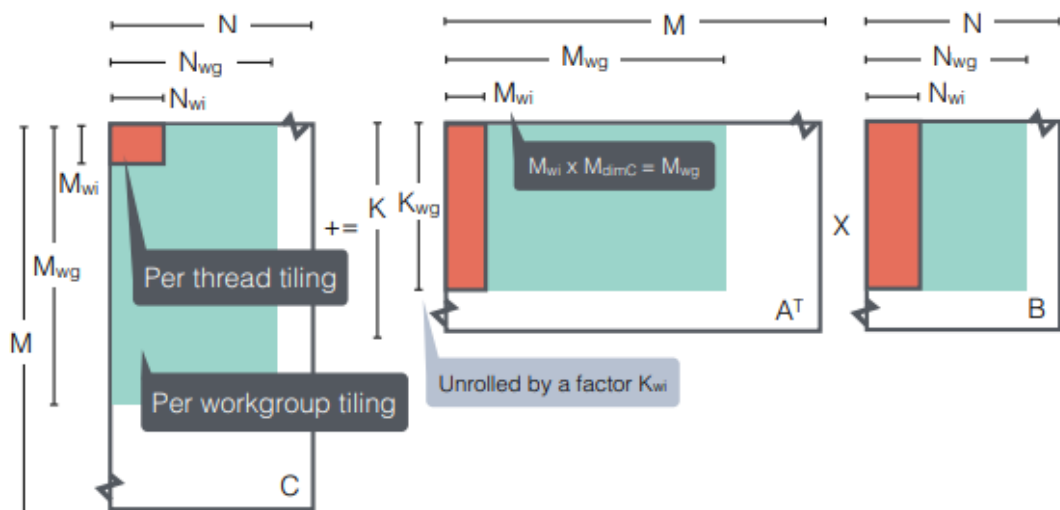 N
Nwg
Nwi
M
Mwg
Mwi
N
Nwg
Nwi
Mwi x MdimC = Mwg
Mwi
Mwg
M
K
Kwg
+=
X
Per thread tiling
Per workgroup tiling
Unrolled by a factor Kwi
C
Aᵀ
B